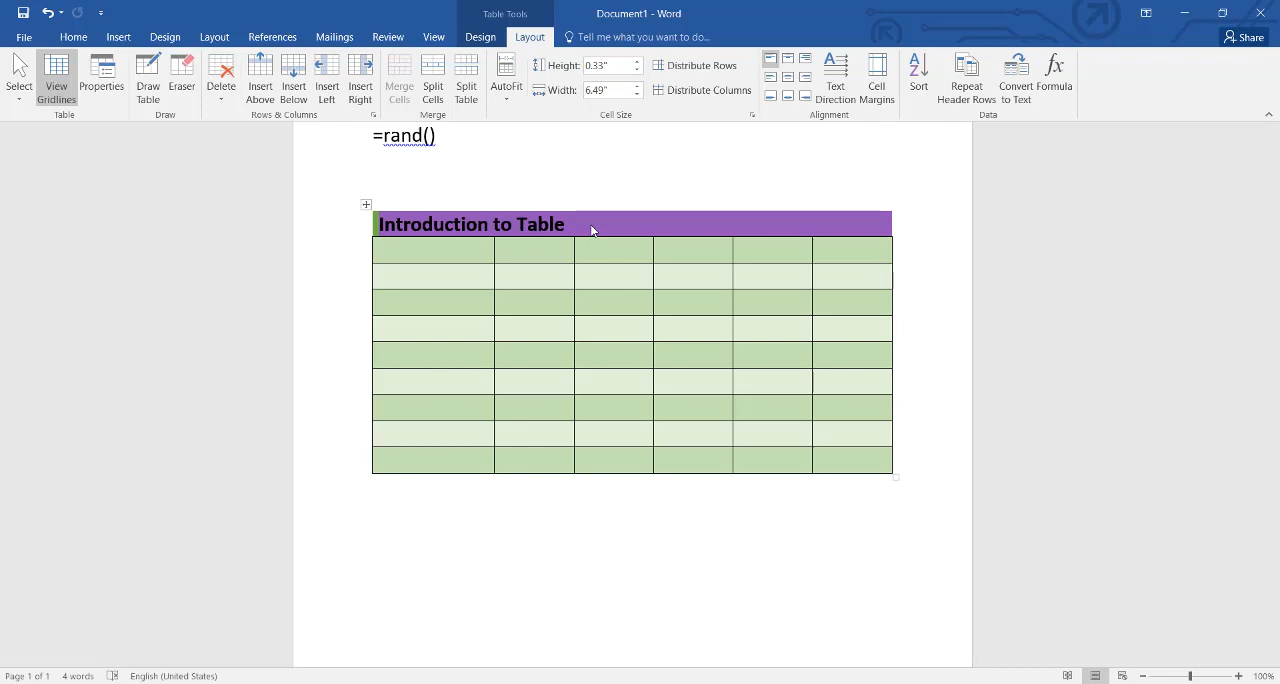 Table Tools
Document1 - Word
File Home Insert Design Layout References Mailings Review View Design Layout Tell me what you want to do... Share
Select
View Gridlines
Properties
Table
Draw Table
Eraser
Draw
Delete
Insert Above
Insert Below
Insert Left
Insert Right
Rows & Columns
Merge Cells
Split Cells
Split Table
Merge
AutoFit
Height: 0.33"
Width: 6.49"
Distribute Rows
Distribute Columns
Cell Size
Text Direction
Cell Margins
Alignment
A
Z
Sort
Repeat Header Rows
Convert to Text
fx
Formula
Data
=rand()
Introduction to Table
Page 1 of 1 4 words English (United States) 100%